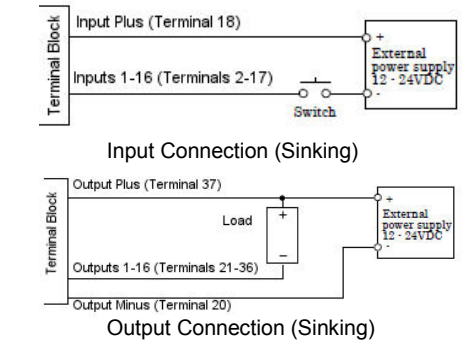 Terminal Block
Input Plus (Terminal 18)
+
External
power supply
12 - 24VDC
-
Inputs 1-16 (Terminals 2-17)
Switch
Input Connection (Sinking)
Terminal Block
Output Plus (Terminal 37)
Load
+
-
+
External
power supply
12 - 24VDC
-
Outputs 1-16 (Terminals 21-36)
Output Minus (Terminal 20)
Output Connection (Sinking)